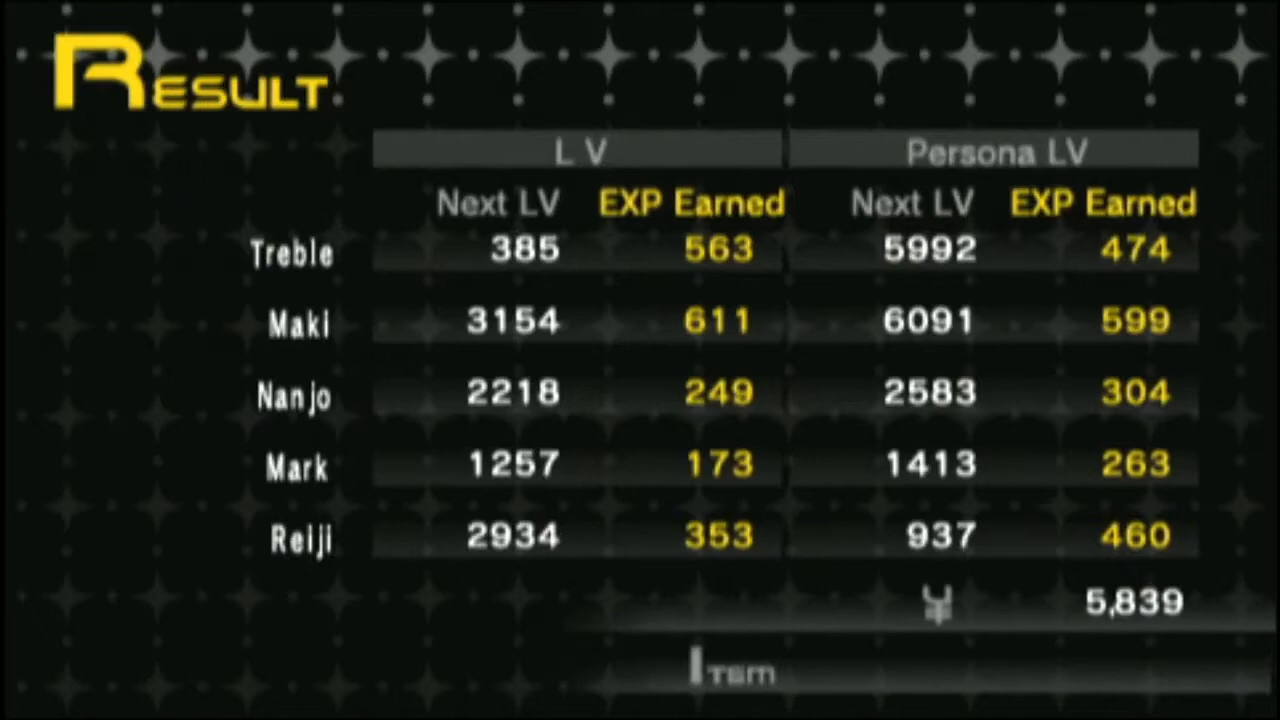 RESULT
LV Persona LV
Next LV EXP Earned Next LV EXP Earned
Treble 385 563 5992 474
Maki 3154 611 6091 599
Nanjo 2218 249 2583 304
Mark 1257 173 1413 263
Reiji 2934 353 937 460
¥ 5,839
ITEM